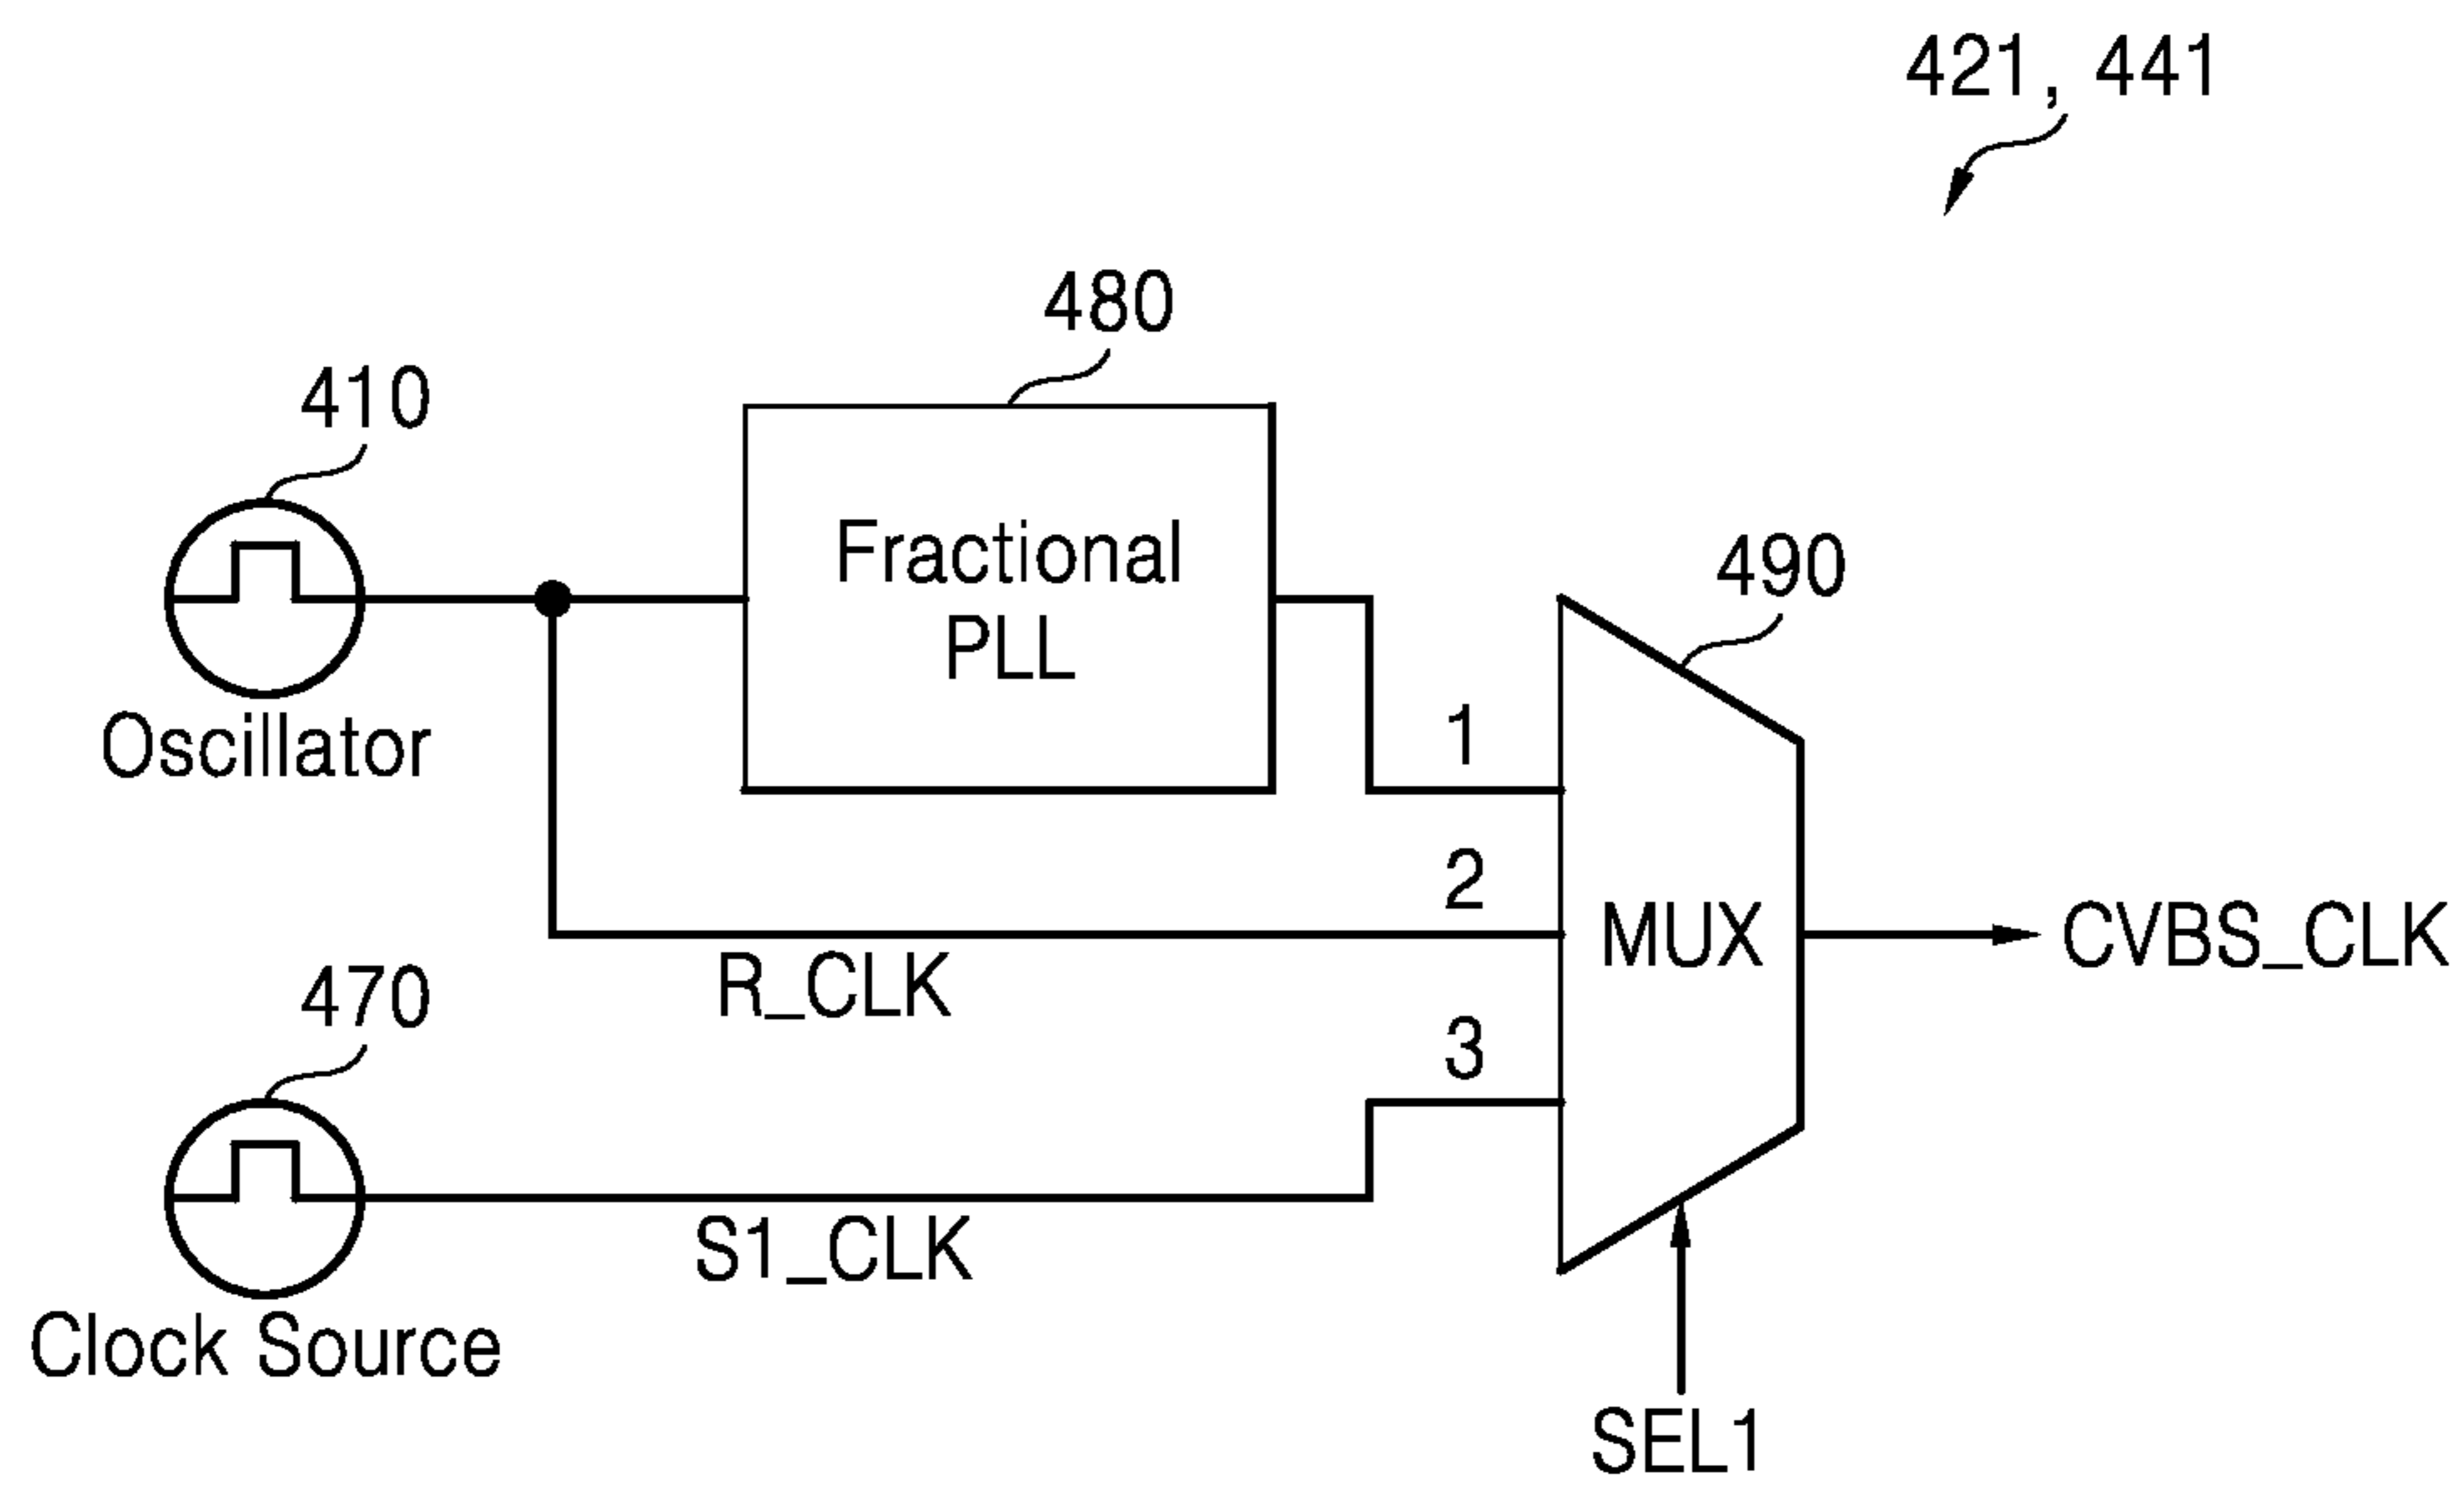 421, 441
480
410
Fractional
PLL
490
Oscillator
1
2
MUX
CVBS_CLK
R_CLK
470
3
S1_CLK
Clock Source
SEL1